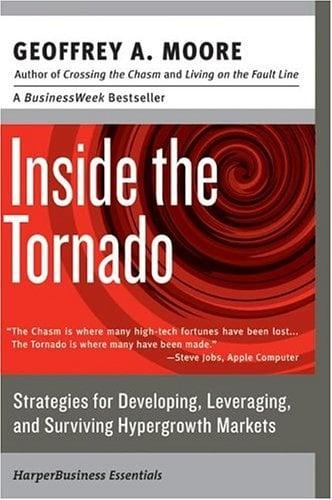 GEOFFREY A. MOORE
Author of Crossing the Chasm and Living on the Fault Line
A BusinessWeek Bestseller
Inside the
Tornado
"The Chasm is where many high-tech fortunes have been lost...
The Tornado is where many have been made."
—Steve Jobs, Apple Computer
Strategies for Developing, Leveraging,
and Surviving Hypergrowth Markets
HarperBusiness Essentials